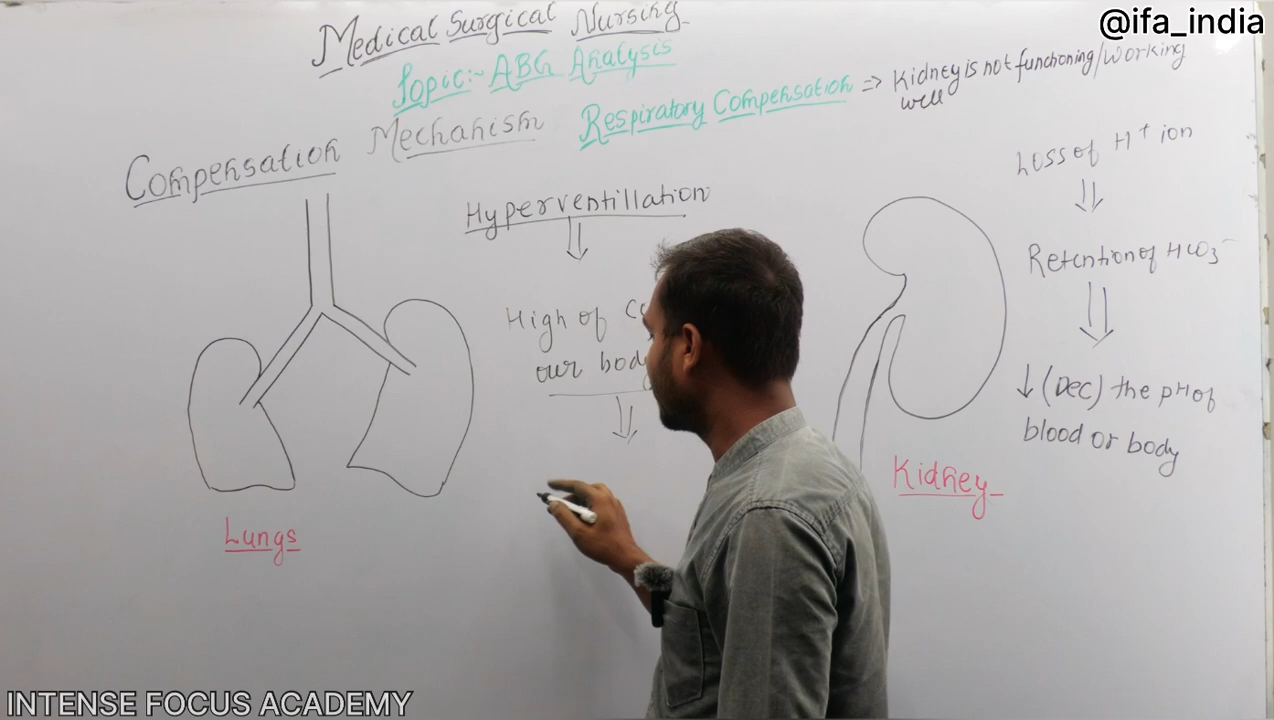 @ifa_india
Medical Surgical Nursing
Topic:- ABG Analysis
Compensation Mechanism
Respiratory Compensation => Kidney is not functioning/working
well
Hyperventillation
High of
our body
Lungs
Loss of H+ ion
Retention of HCO3-
↓ (Dec) the pH of
blood or body
Kidney
INTENSE FOCUS ACADEMY